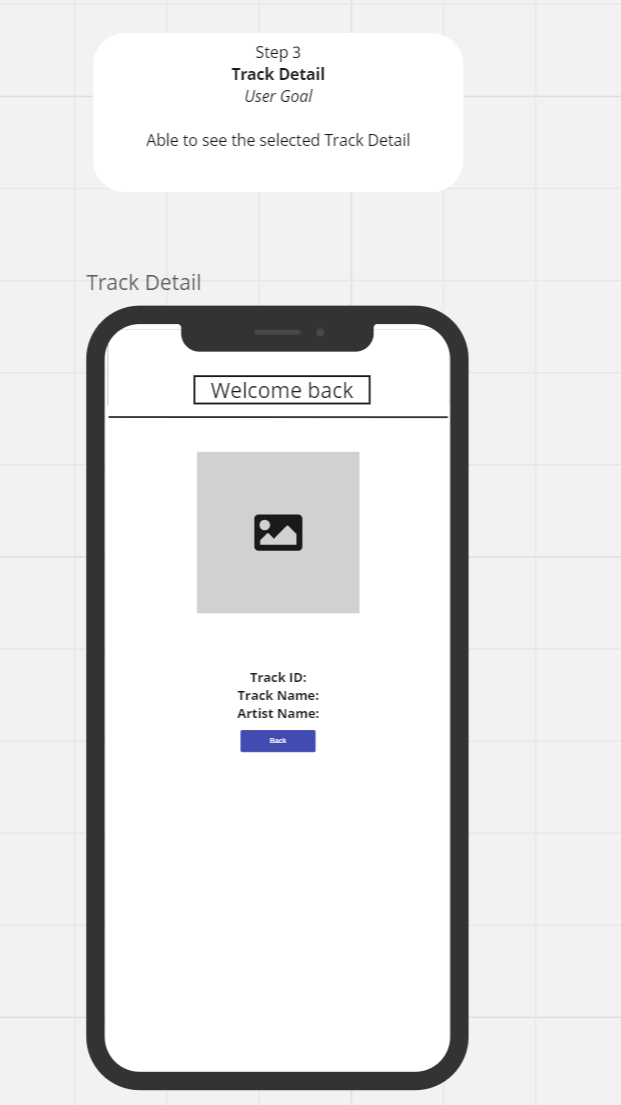 Step 3
Track Detail
User Goal
Able to see the selected Track Detail
Track Detail
Welcome back
Track ID:
Track Name:
Artist Name:
Back